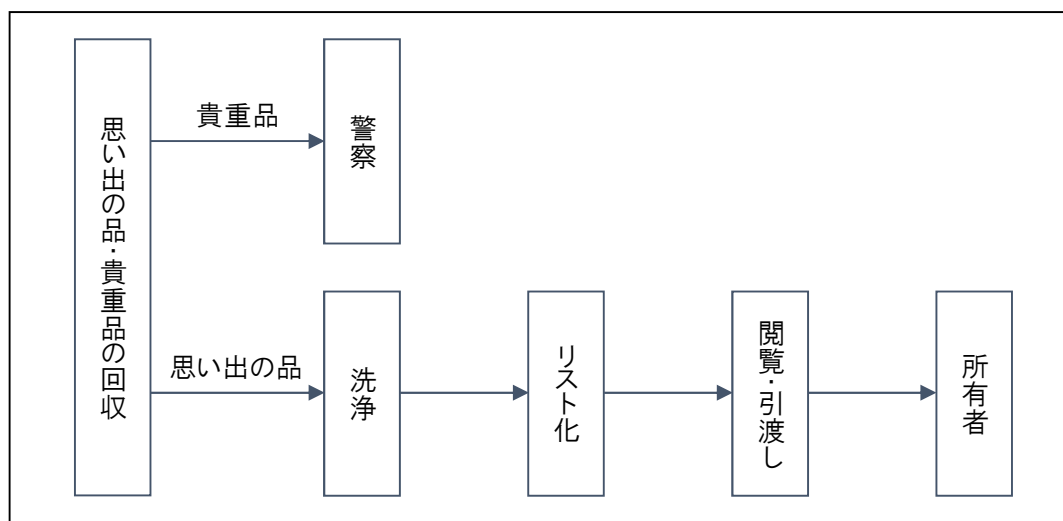 思い出の品・貴重品の回収
貴重品
警察
思い出の品
洗浄
リスト化
閲覧・引渡し
所有者